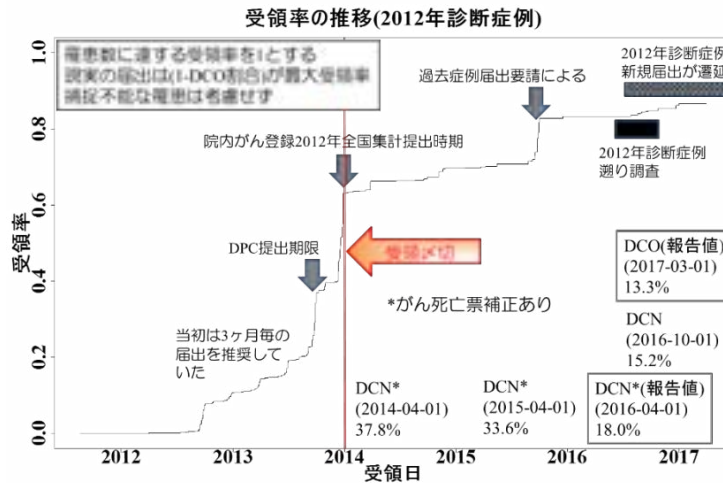 受領率の推移(2012年診断症例)
罹患数に達する受領率を1とする
現実の届出は(1-DCO割合)が最大受領率
捕捉不能な罹患は考慮せず
2012年診断症例
新規届出が遷延
過去症例届出要請による
院内がん登録2012年全国集計提出時期
2012年診断症例
遡り調査
DPC提出期限
受領区切
DCO(報告値)
(2017-03-01)
13.3%
*がん死亡票補正あり
DCN
(2016-10-01)
15.2%
当初は3ヶ月毎の
届出を推奨して
いた
DCN*
(2014-04-01)
37.8%
DCN*
(2015-04-01)
33.6%
DCN*(報告値)
(2016-04-01)
18.0%
受領率
1.0
0.8
0.6
0.4
0.2
0.0
2012 2013 2014 2015 2016 2017
受領日